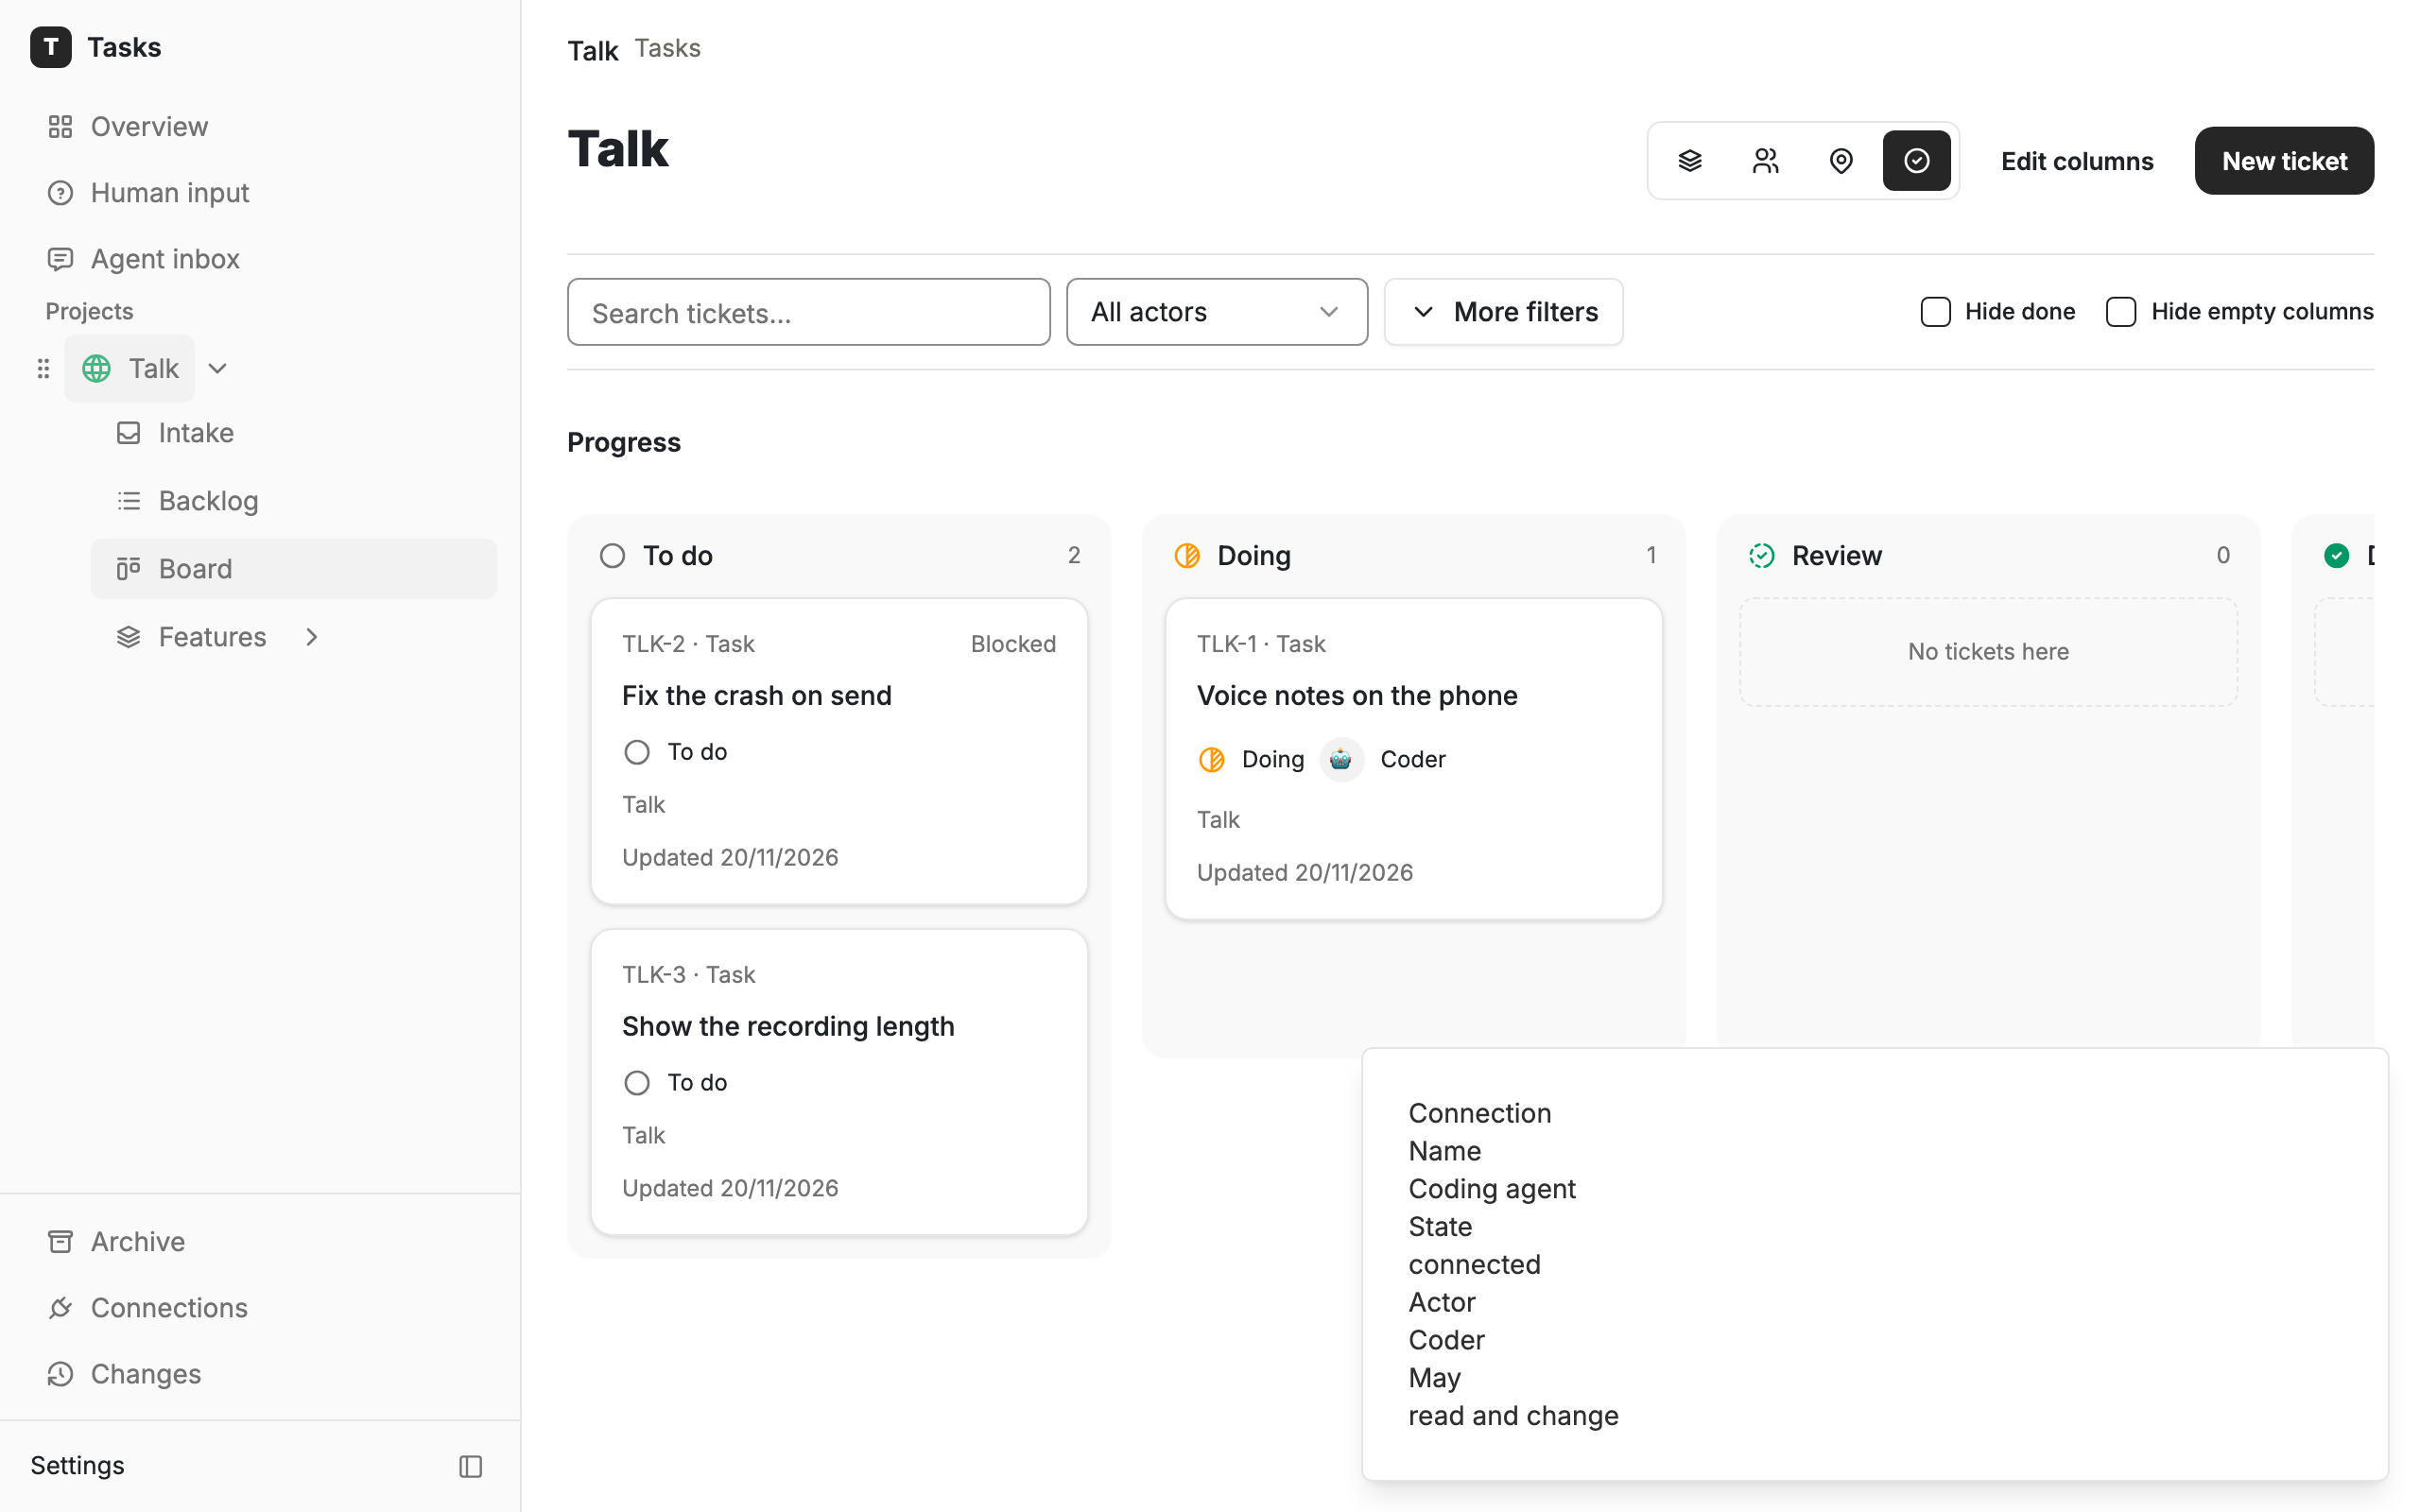 T Tasks
Overview
Human input
Agent inbox
Projects
Talk
Intake
Backlog
Board
Features
Archive
Connections
Changes
Settings
Talk Tasks
Talk
Edit columns
New ticket
Search tickets...
All actors
More filters
Hide done
Hide empty columns
Progress
To do 2
TLK-2 · Task Blocked
Fix the crash on send
To do
Talk
Updated 20/11/2026
TLK-3 · Task
Show the recording length
To do
Talk
Updated 20/11/2026
Doing 1
TLK-1 · Task
Voice notes on the phone
Doing Coder
Talk
Updated 20/11/2026
Review 0
No tickets here
Connection
Name
Coding agent
State
connected
Actor
Coder
May
read and change